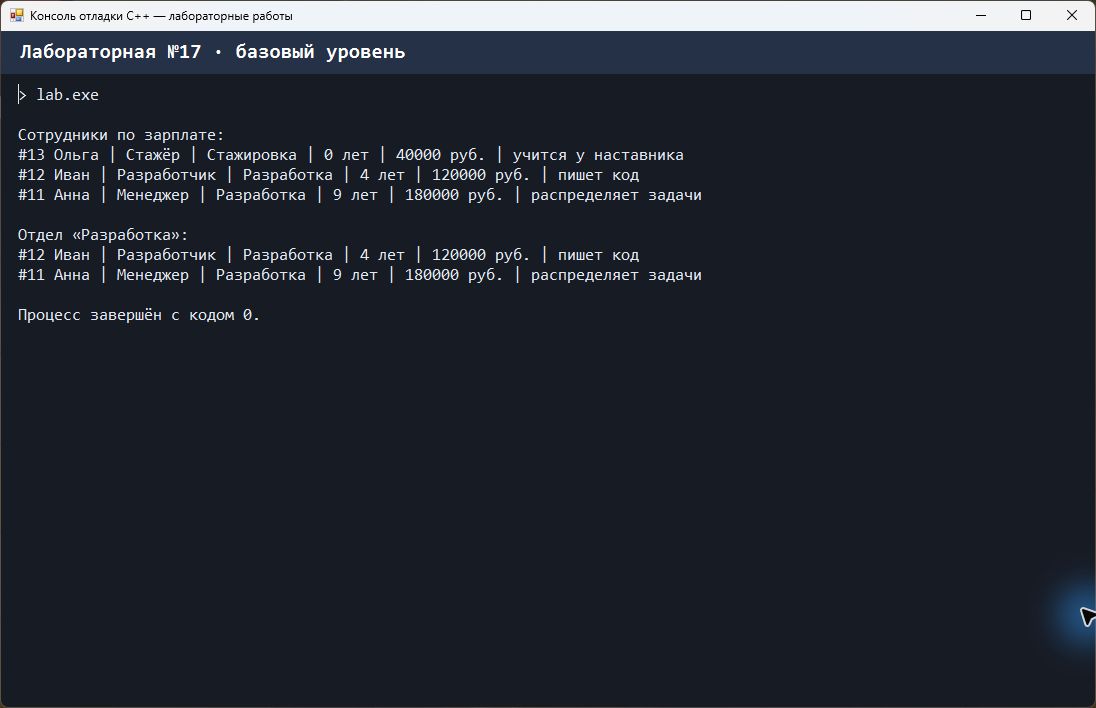 Консоль отладки C++ — лабораторные работы
Лабораторная №17 · базовый уровень
> lab.exe
Сотрудники по зарплате:
#13 Ольга | Стажёр | Стажировка | 0 лет | 40000 руб. | учится у наставника
#12 Иван | Разработчик | Разработка | 4 лет | 120000 руб. | пишет код
#11 Анна | Менеджер | Разработка | 9 лет | 180000 руб. | распределяет задачи
Отдел «Разработка»:
#12 Иван | Разработчик | Разработка | 4 лет | 120000 руб. | пишет код
#11 Анна | Менеджер | Разработка | 9 лет | 180000 руб. | распределяет задачи
Процесс завершён с кодом 0.